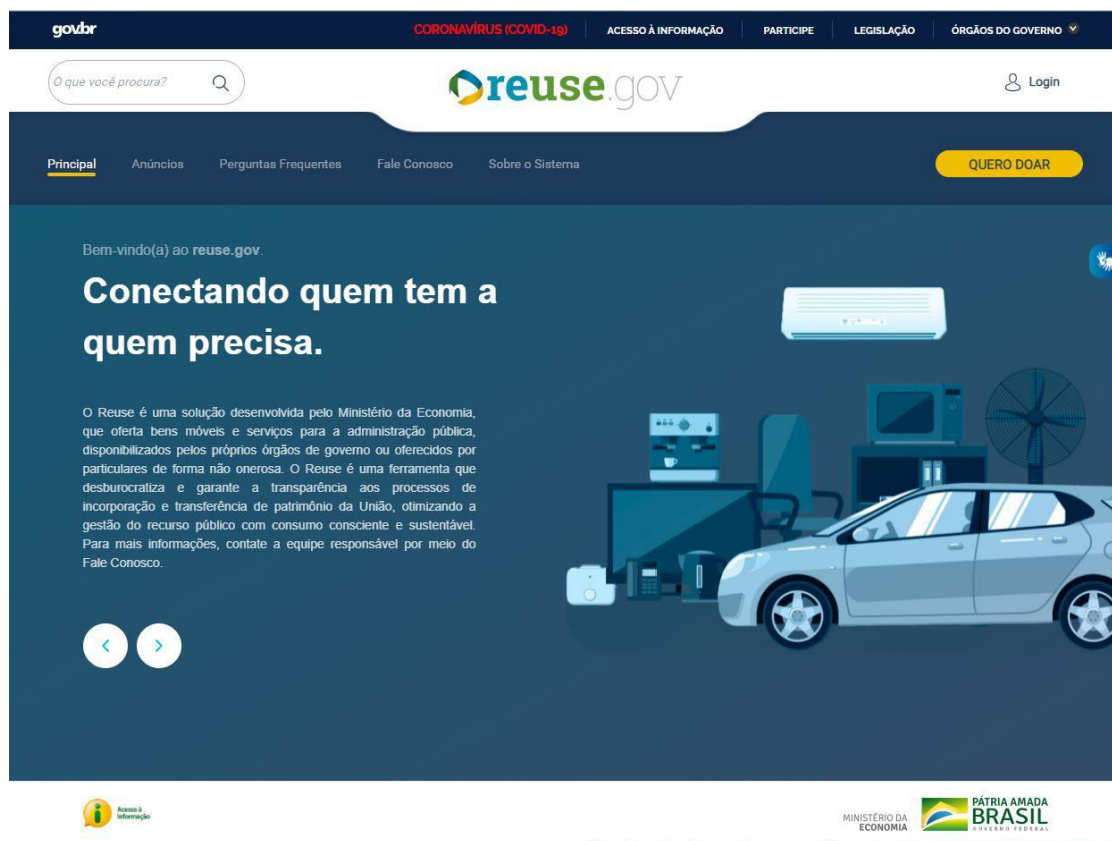 gov.br
CORONAVÍRUS (COVID-19)
ACESSO À INFORMAÇÃO
PARTICIPE
LEGISLAÇÃO
ÓRGÃOS DO GOVERNO
O que você procura?
reuse.gov
Login
Principal
Anúncios
Perguntas Frequentes
Fale Conosco
Sobre o Sistema
QUERO DOAR
Bem-vindo(a) ao reuse.gov.
Conectando quem tem a
quem precisa.
O Reuse é uma solução desenvolvida pelo Ministério da Economia,
que oferta bens móveis e serviços para a administração pública,
disponibilizados pelos próprios órgãos de governo ou oferecidos por
particulares de forma não onerosa. O Reuse é uma ferramenta que
desburocratiza e garante a transparência aos processos de
incorporação e transferência de patrimônio da União, otimizando a
gestão do recurso público com consumo consciente e sustentável.
Para mais informações, contate a equipe responsável por meio do
Fale Conosco.
Acesso à
Informação
MINISTÉRIO DA
ECONOMIA
PÁTRIA AMADA
BRASIL
GOVERNO FEDERAL